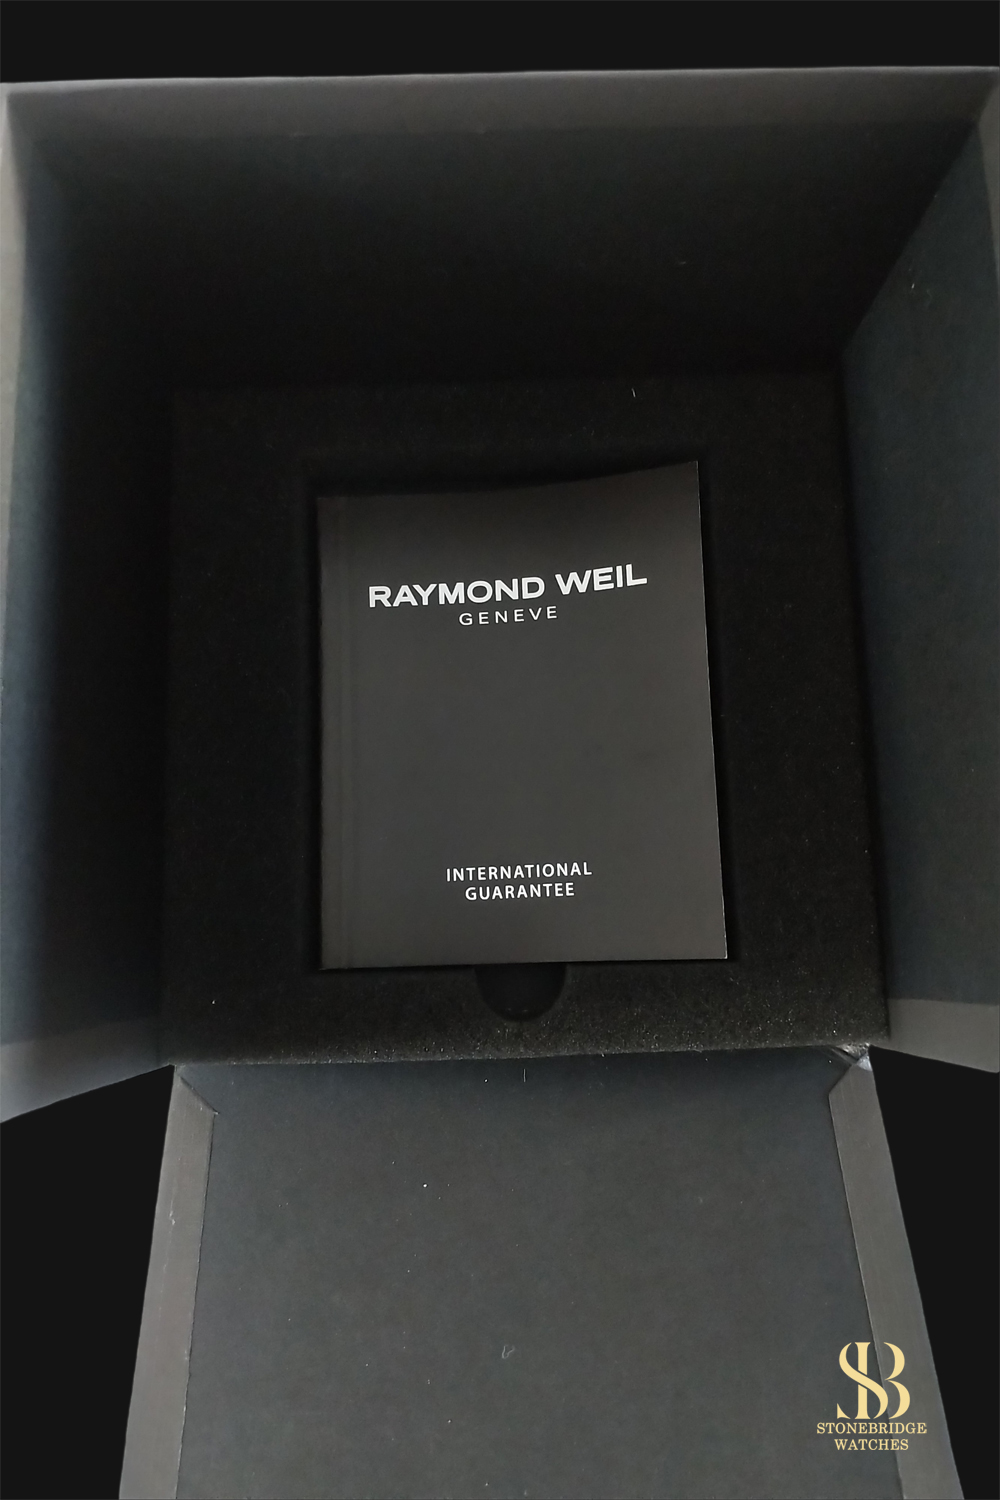 RAYMOND WEIL
GENEVE
INTERNATIONAL
GUARANTEE
SB
STONEBRIDGE
WATCHES